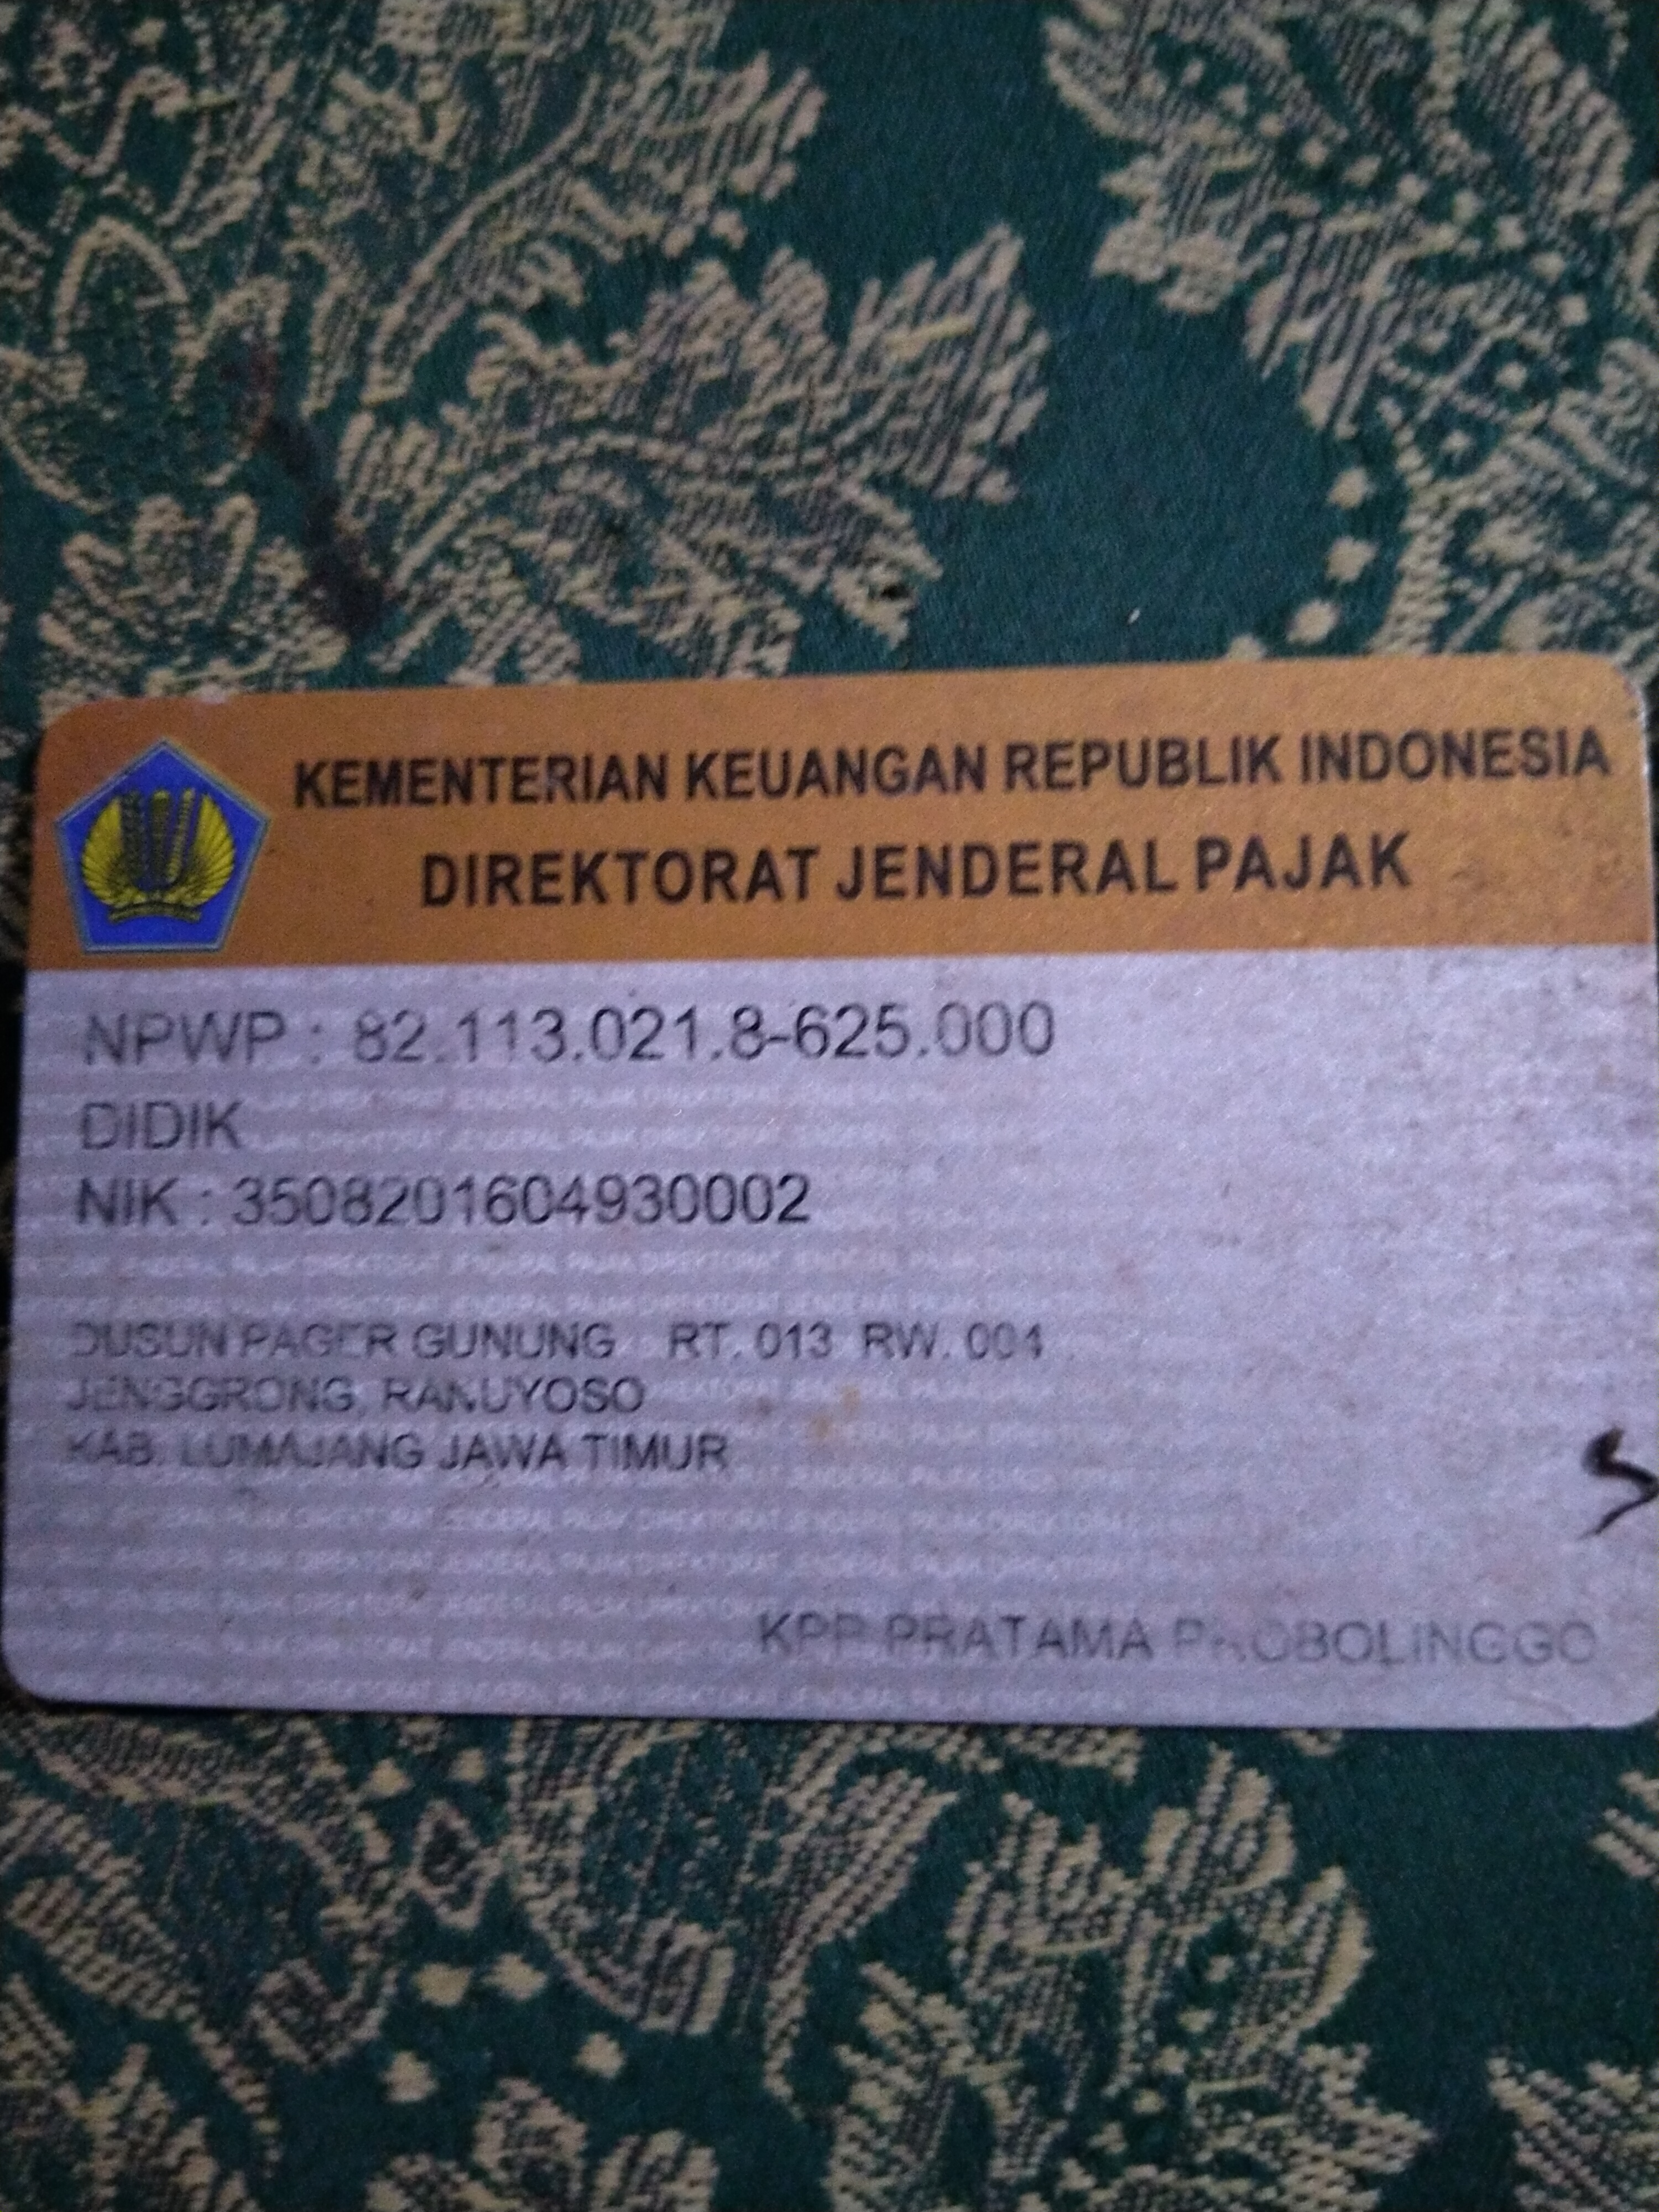 KEMENTERIAN KEUANGAN REPUBLIK INDONESIA
DIREKTORAT JENDERAL PAJAK
NPWP : 82.113.021.8-625.000
DIDIK
NIK : 3508201604930002
DUSUN PAGER GUNUNG RT. 013 RW. 004
JENGGRONG, RANUYOSO
KAB. LUMAJANG JAWA TIMUR
KPP PRATAMA PROBOLINGGO